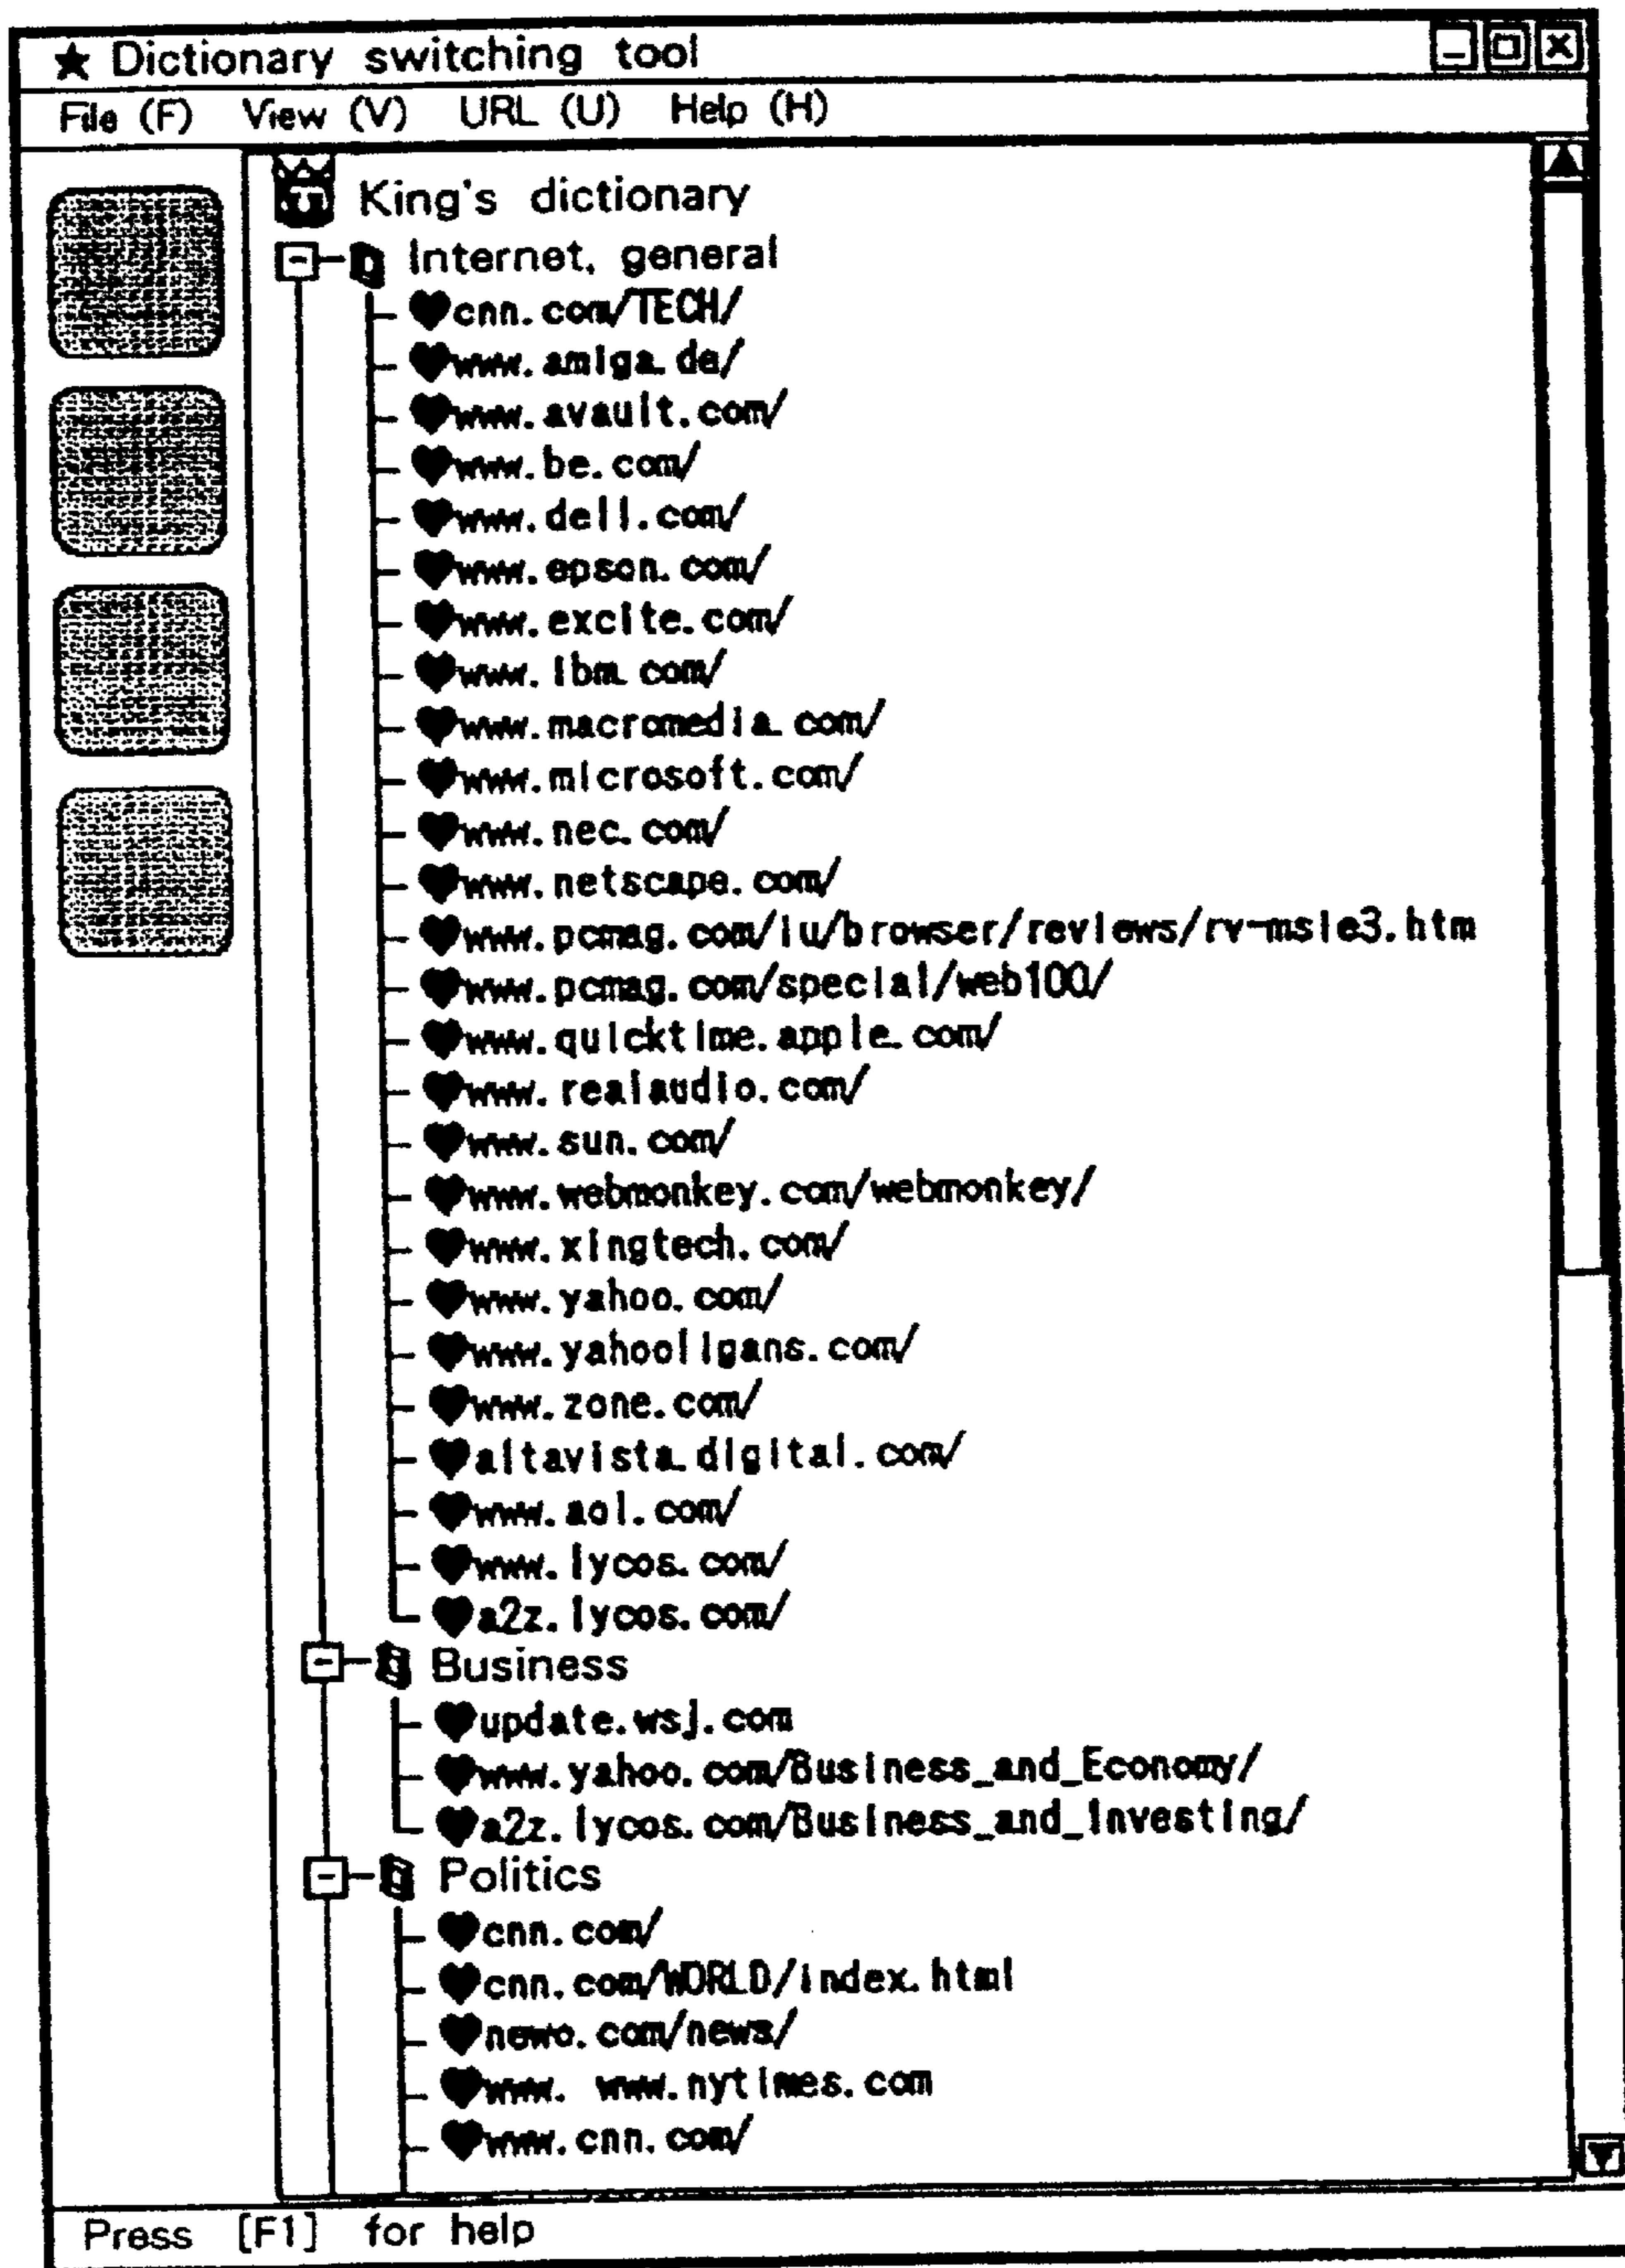 ★ Dictionary switching tool
File (F) View (V) URL (U) Help (H)
King's dictionary
Internet, general
♥cnn.com/TECH/
♥www.amiga.de/
♥www.avault.com/
♥www.be.com/
♥www.dell.com/
♥www.epson.com/
♥www.excite.com/
♥www.ibm.com/
♥www.macromedia.com/
♥www.microsoft.com/
♥www.nec.com/
♥www.netscape.com/
♥www.pcmag.com/iu/browser/reviews/rv-msie3.htm
♥www.pcmag.com/special/web100/
♥www.quicktime.apple.com/
♥www.realaudio.com/
♥www.sun.com/
♥www.webmonkey.com/webmonkey/
♥www.xingtech.com/
♥www.yahoo.com/
♥www.yahooligans.com/
♥www.zone.com/
♥altavista.digital.com/
♥www.aol.com/
♥www.lycos.com/
♥a2z.lycos.com/
Business
♥update.wsj.com
♥www.yahoo.com/Business_and_Economy/
♥a2z.lycos.com/Business_and_Investing/
Politics
♥cnn.com/
♥cnn.com/WORLD/index.html
♥newo.com/news/
♥www. www.nytimes.com
♥www.cnn.com/
Press [F1] for help